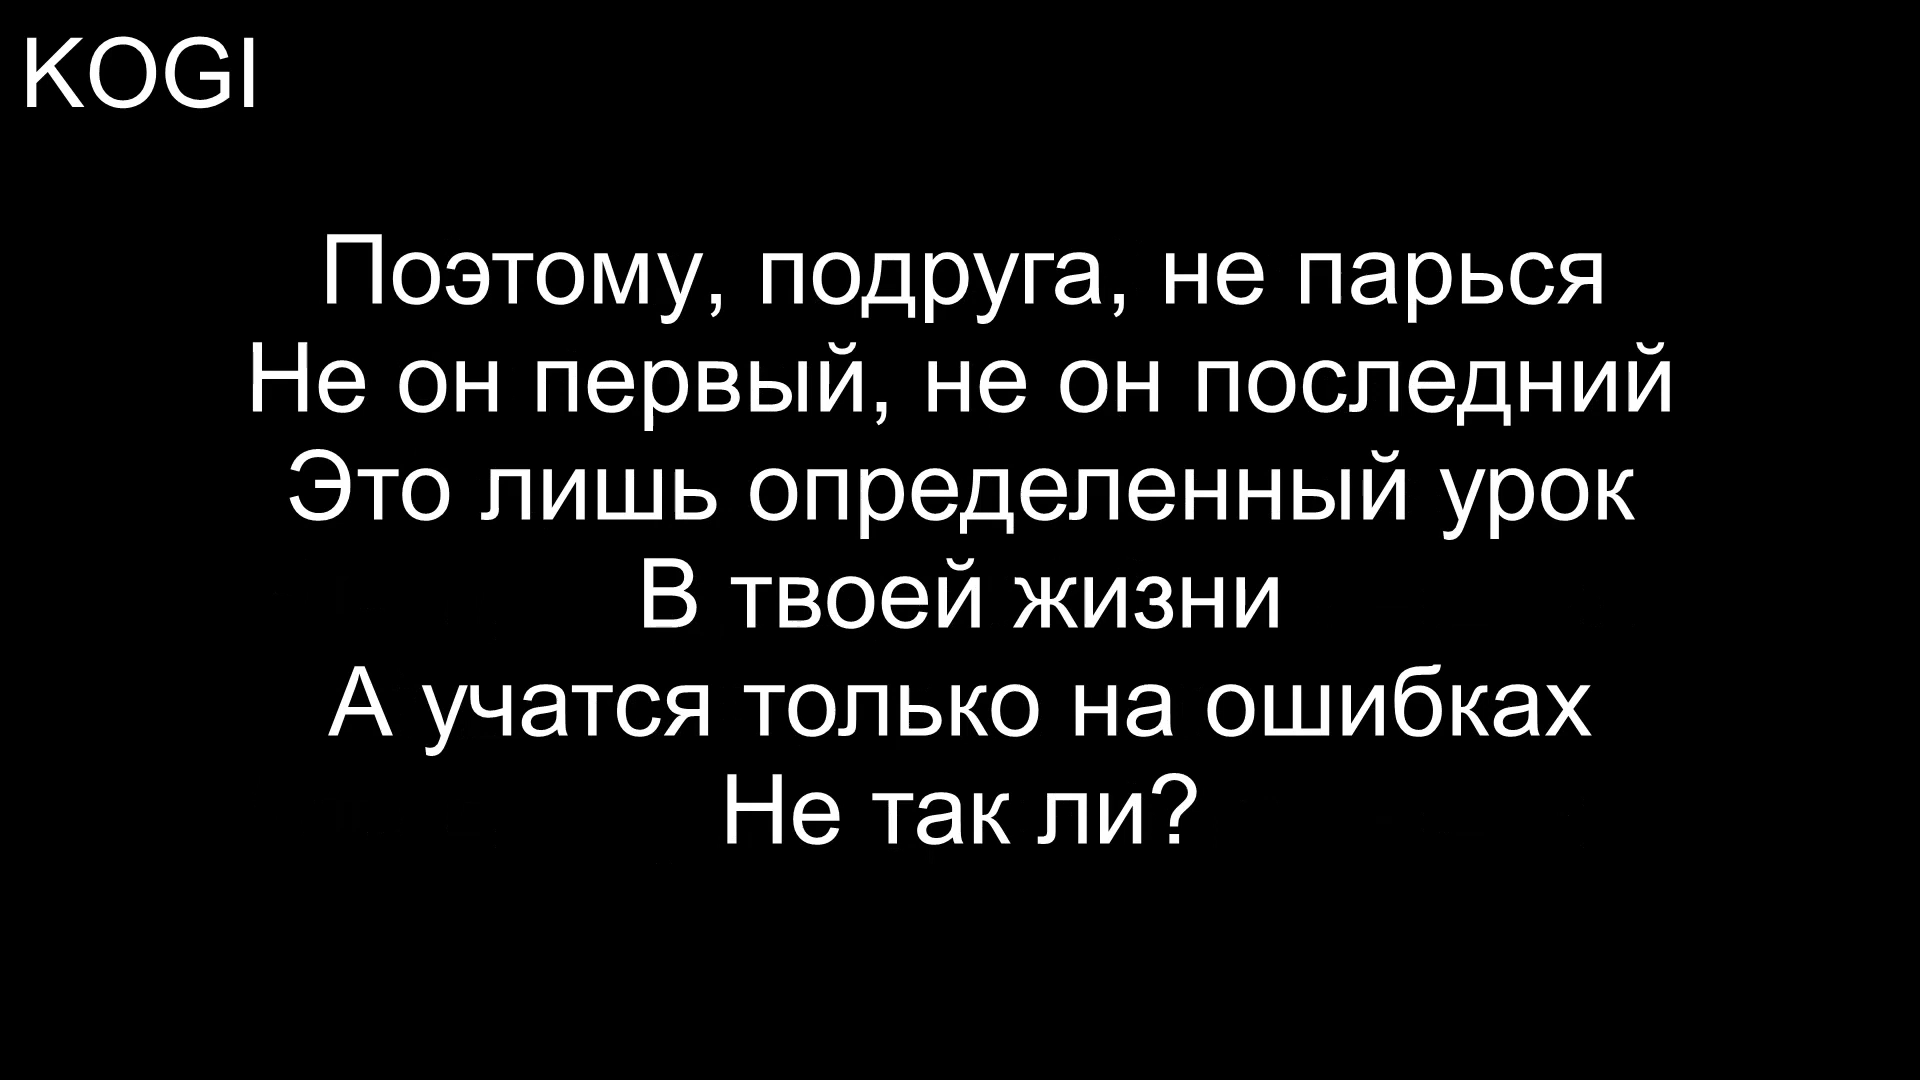 KOGI
Поэтому, подруга, не парься
Не он первый, не он последний
Это лишь определенный урок
В твоей жизни
А учатся только на ошибках
Не так ли?